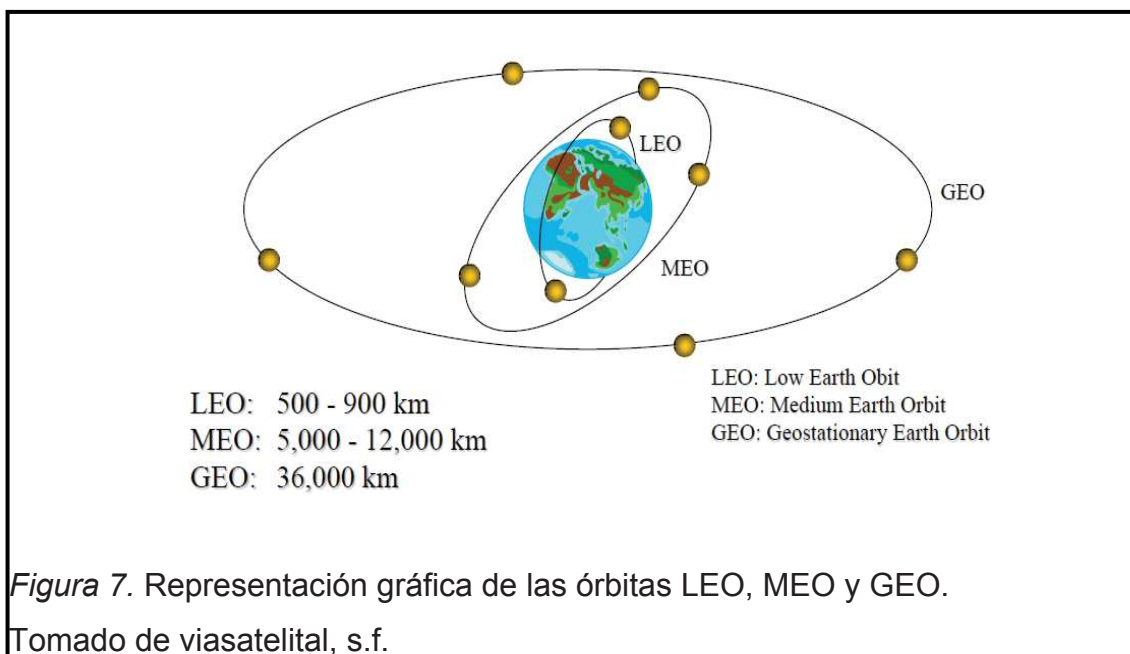 LEO
GEO
MEO
LEO: 500 - 900 km
MEO: 5,000 - 12,000 km
GEO: 36,000 km
LEO: Low Earth Obit
MEO: Medium Earth Orbit
GEO: Geostationary Earth Orbit
Figura 7. Representación gráfica de las órbitas LEO, MEO y GEO.
Tomado de viasatelital, s.f.